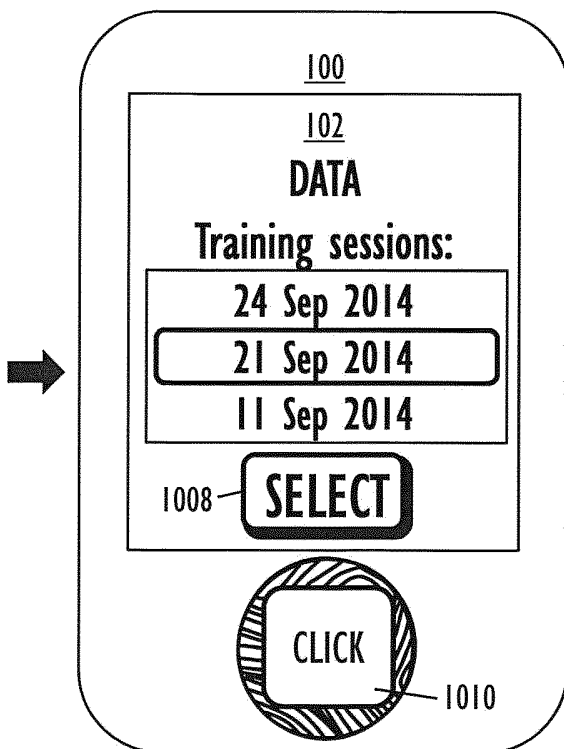 100
102
DATA
Training sessions:
24 Sep 2014
21 Sep 2014
11 Sep 2014
1008
SELECT
CLICK
1010